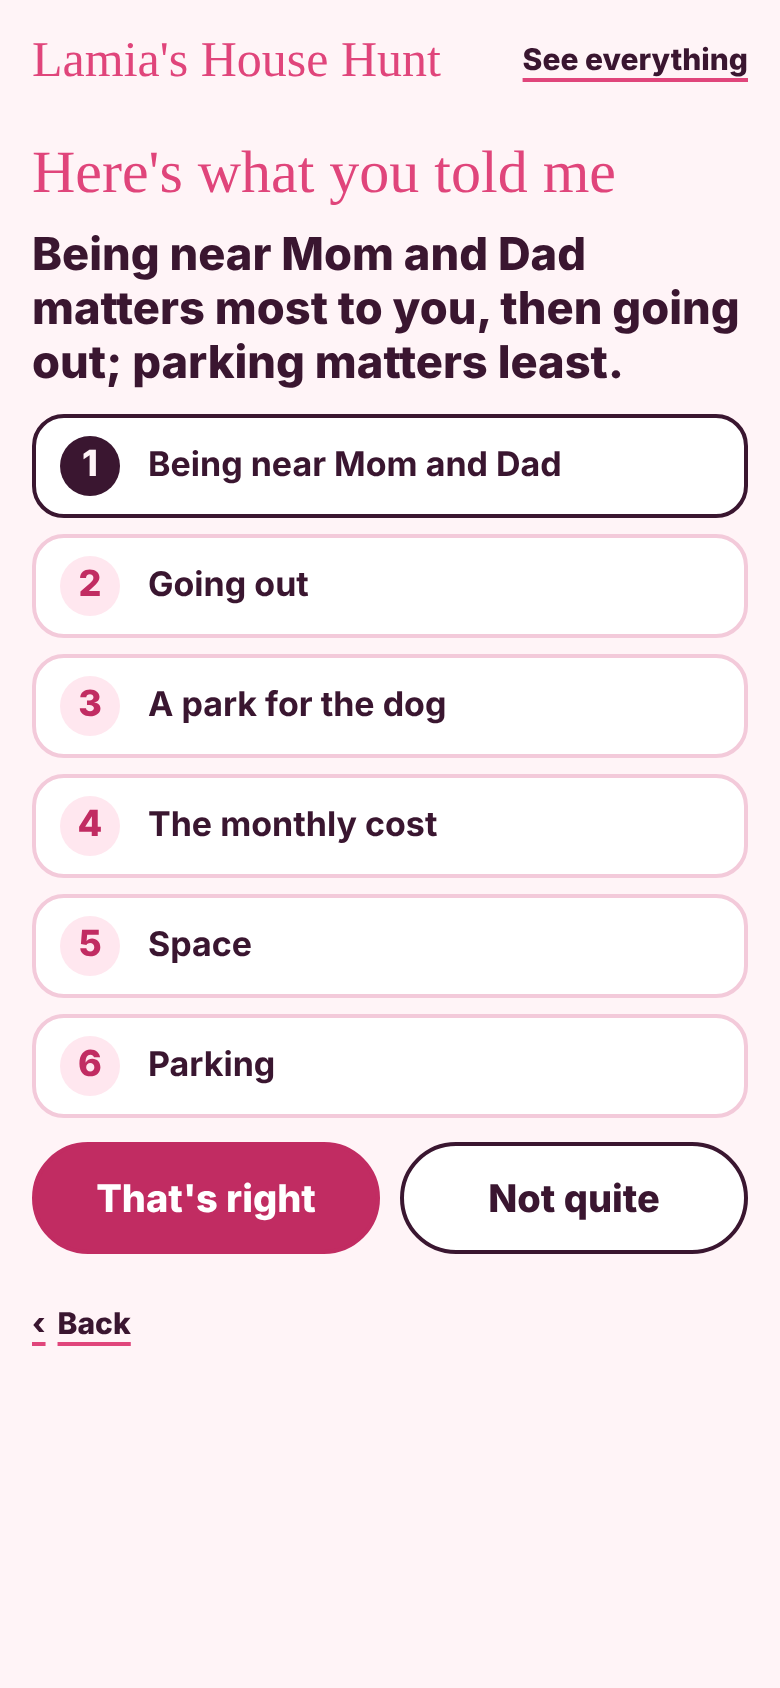 Lamia's House Hunt
See everything
Here's what you told me
Being near Mom and Dad
matters most to you, then going
out; parking matters least.
1 Being near Mom and Dad
2 Going out
3 A park for the dog
4 The monthly cost
5 Space
6 Parking
That's right
Not quite
‹ Back